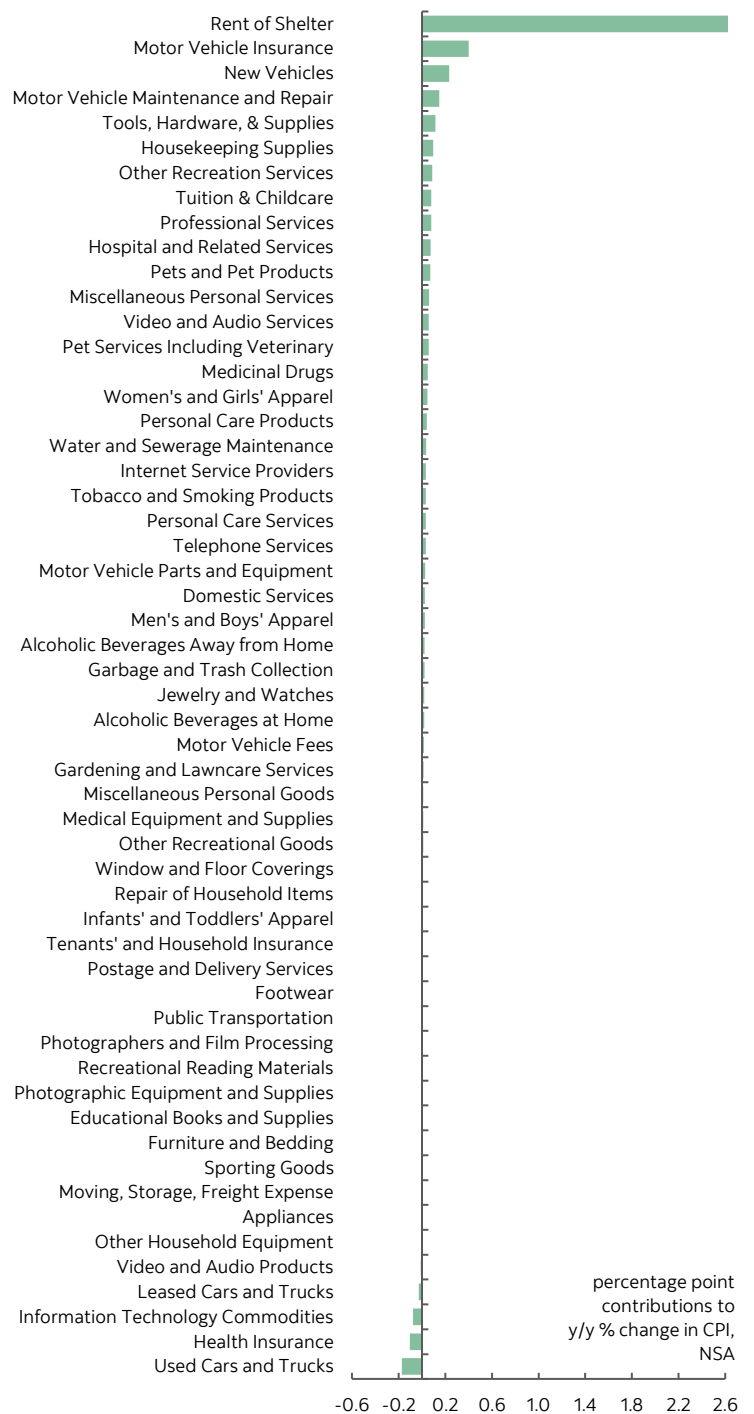 Rent of Shelter
Motor Vehicle Insurance
New Vehicles
Motor Vehicle Maintenance and Repair
Tools, Hardware, & Supplies
Housekeeping Supplies
Other Recreation Services
Tuition & Childcare
Professional Services
Hospital and Related Services
Pets and Pet Products
Miscellaneous Personal Services
Video and Audio Services
Pet Services Including Veterinary
Medicinal Drugs
Women's and Girls' Apparel
Personal Care Products
Water and Sewerage Maintenance
Internet Service Providers
Tobacco and Smoking Products
Personal Care Services
Telephone Services
Motor Vehicle Parts and Equipment
Domestic Services
Men's and Boys' Apparel
Alcoholic Beverages Away from Home
Garbage and Trash Collection
Jewelry and Watches
Alcoholic Beverages at Home
Motor Vehicle Fees
Gardening and Lawncare Services
Miscellaneous Personal Goods
Medical Equipment and Supplies
Other Recreational Goods
Window and Floor Coverings
Repair of Household Items
Infants' and Toddlers' Apparel
Tenants' and Household Insurance
Postage and Delivery Services
Footwear
Public Transportation
Photographers and Film Processing
Recreational Reading Materials
Photographic Equipment and Supplies
Educational Books and Supplies
Furniture and Bedding
Sporting Goods
Moving, Storage, Freight Expense
Appliances
Other Household Equipment
Video and Audio Products
Leased Cars and Trucks
Information Technology Commodities
Health Insurance
Used Cars and Trucks
percentage point
contributions to
y/y % change in CPI,
NSA
-0.6 -0.2 0.2 0.6 1.0 1.4 1.8 2.2 2.6